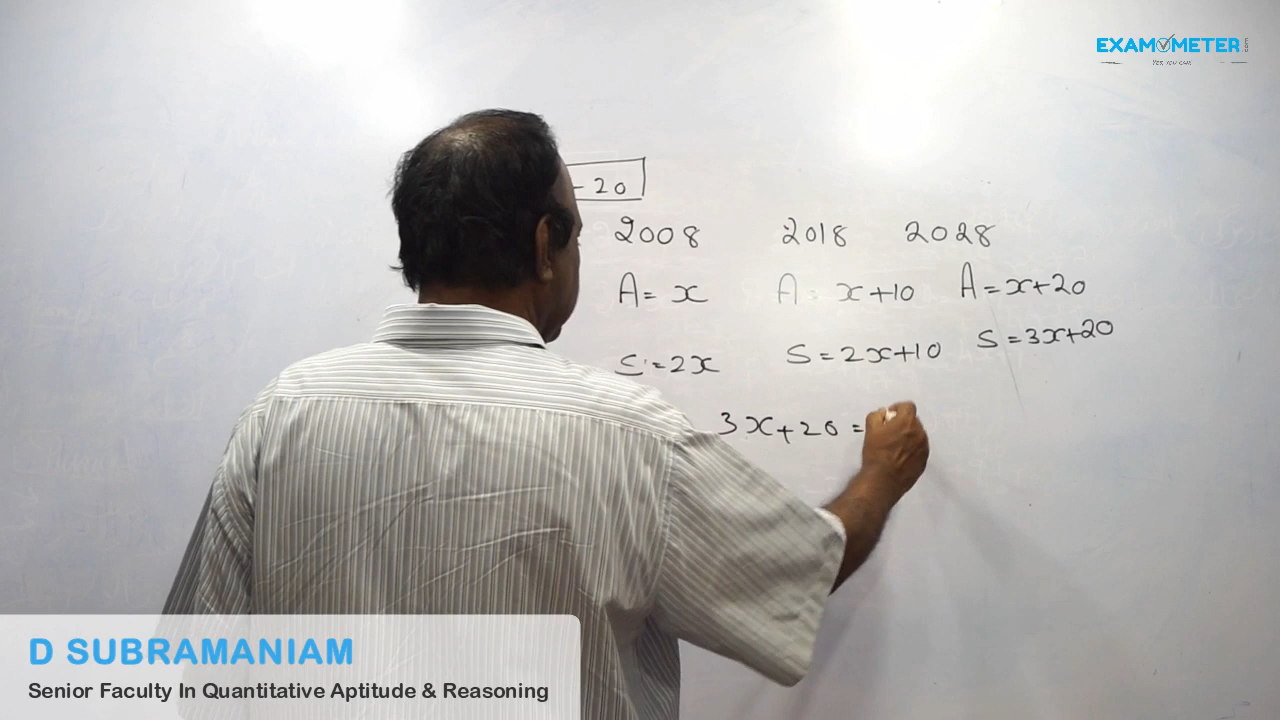 EXAMOMETER.com
YES YOU CAN
- 20
2008 2018 2028
A = x A = x+10 A = x+20
S = 2x S = 2x+10 S = 3x+20
3x+20 =
D SUBRAMANIAM
Senior Faculty In Quantitative Aptitude & Reasoning